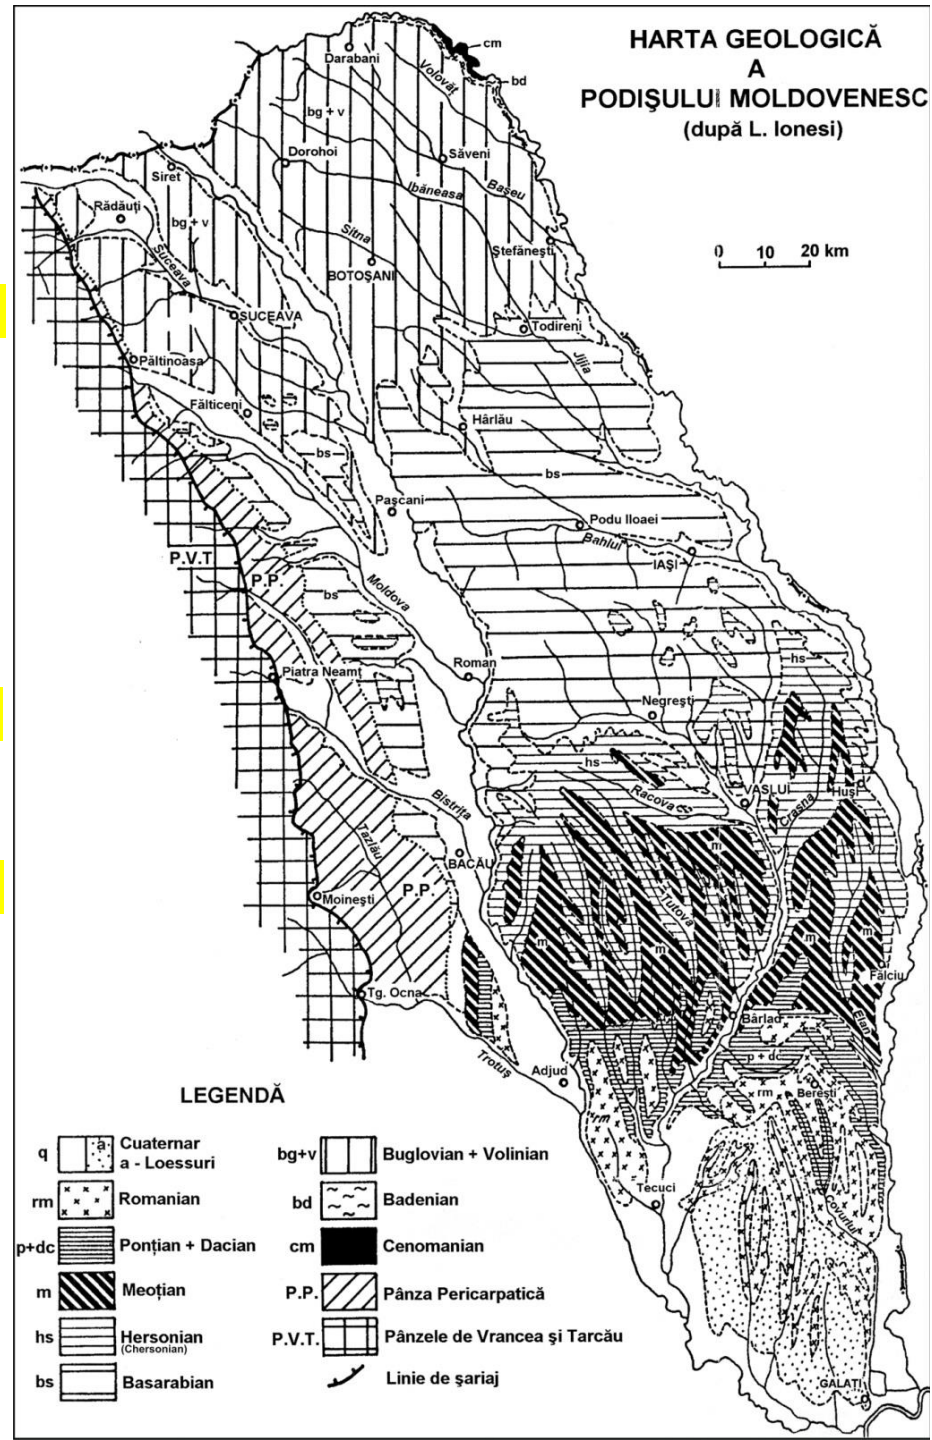 HARTA GEOLOGICĂ
A
PODIŞULUI MOLDOVENESC
(după L. Ionesi)
0 10 20 km
cm
Darabani
Volovăţ
bd
bg + v
Dorohoi
Săveni
Siret
Ibăneasa
Başeu
Rădăuţi
bg + v
Sitna
Ştefăneşti
Suceava
BOTOŞANI
SUCEAVA
Todireni
Păltinoasa
Jijia
Fălticeni
Hârlău
bs
bs
Paşcani
Podu Iloaei
Bahlui
IAŞI
P.V.T
P.P.
Moldova
bs
hs
Roman
Piatra Neamţ
Negreşti
hs
VASLUI
Huşi
Racova
Crasna
Bistriţa
m
Tazlău
BACĂU
P.P.
Moineşti
Tutova
m
m
m
m
Fălciu
Tg. Ocna
Bârlad
Elan
Trotuş
p + dc
Adjud
rm
Bereşti
rm
Tecuci
Covurlui
GALAŢI
LEGENDĂ
q a Cuaternar
a - Loessuri
rm Romanian
p+dc Ponţian + Dacian
m Meoţian
hs Hersonian
(Chersonian)
bs Basarabian
bg+v Buglovian + Volinian
bd Badenian
cm Cenomanian
P.P. Pânza Pericarpatică
P.V.T. Pânzele de Vrancea şi Tarcău
Linie de şariaj